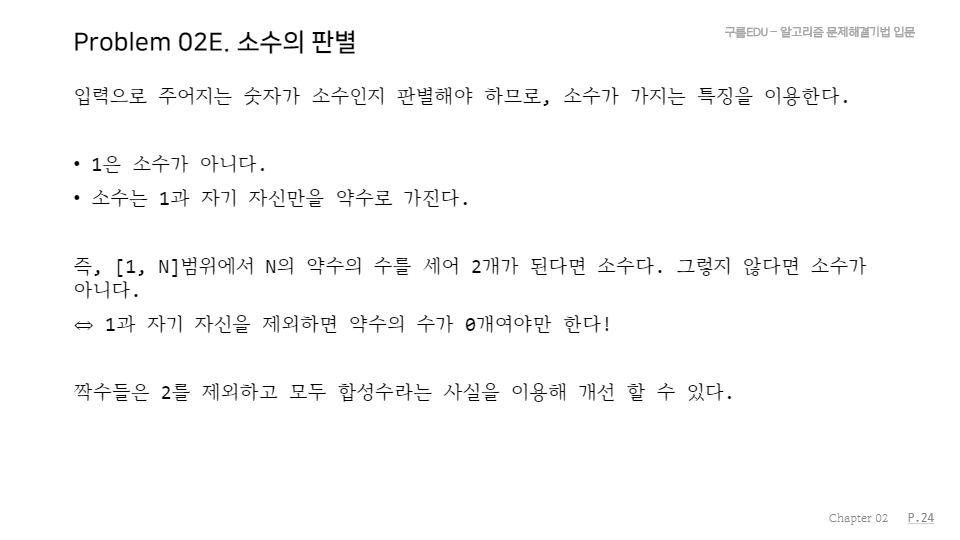 Problem 02E. 소수의 판별
구름EDU – 알고리즘 문제해결기법 입문
입력으로 주어지는 숫자가 소수인지 판별해야 하므로, 소수가 가지는 특징을 이용한다.
• 1은 소수가 아니다.
• 소수는 1과 자기 자신만을 약수로 가진다.
즉, [1, N]범위에서 N의 약수의 수를 세어 2개가 된다면 소수다. 그렇지 않다면 소수가
아니다.
⇔ 1과 자기 자신을 제외하면 약수의 수가 0개여야만 한다!
짝수들은 2를 제외하고 모두 합성수라는 사실을 이용해 개선 할 수 있다.
Chapter 02 P.24